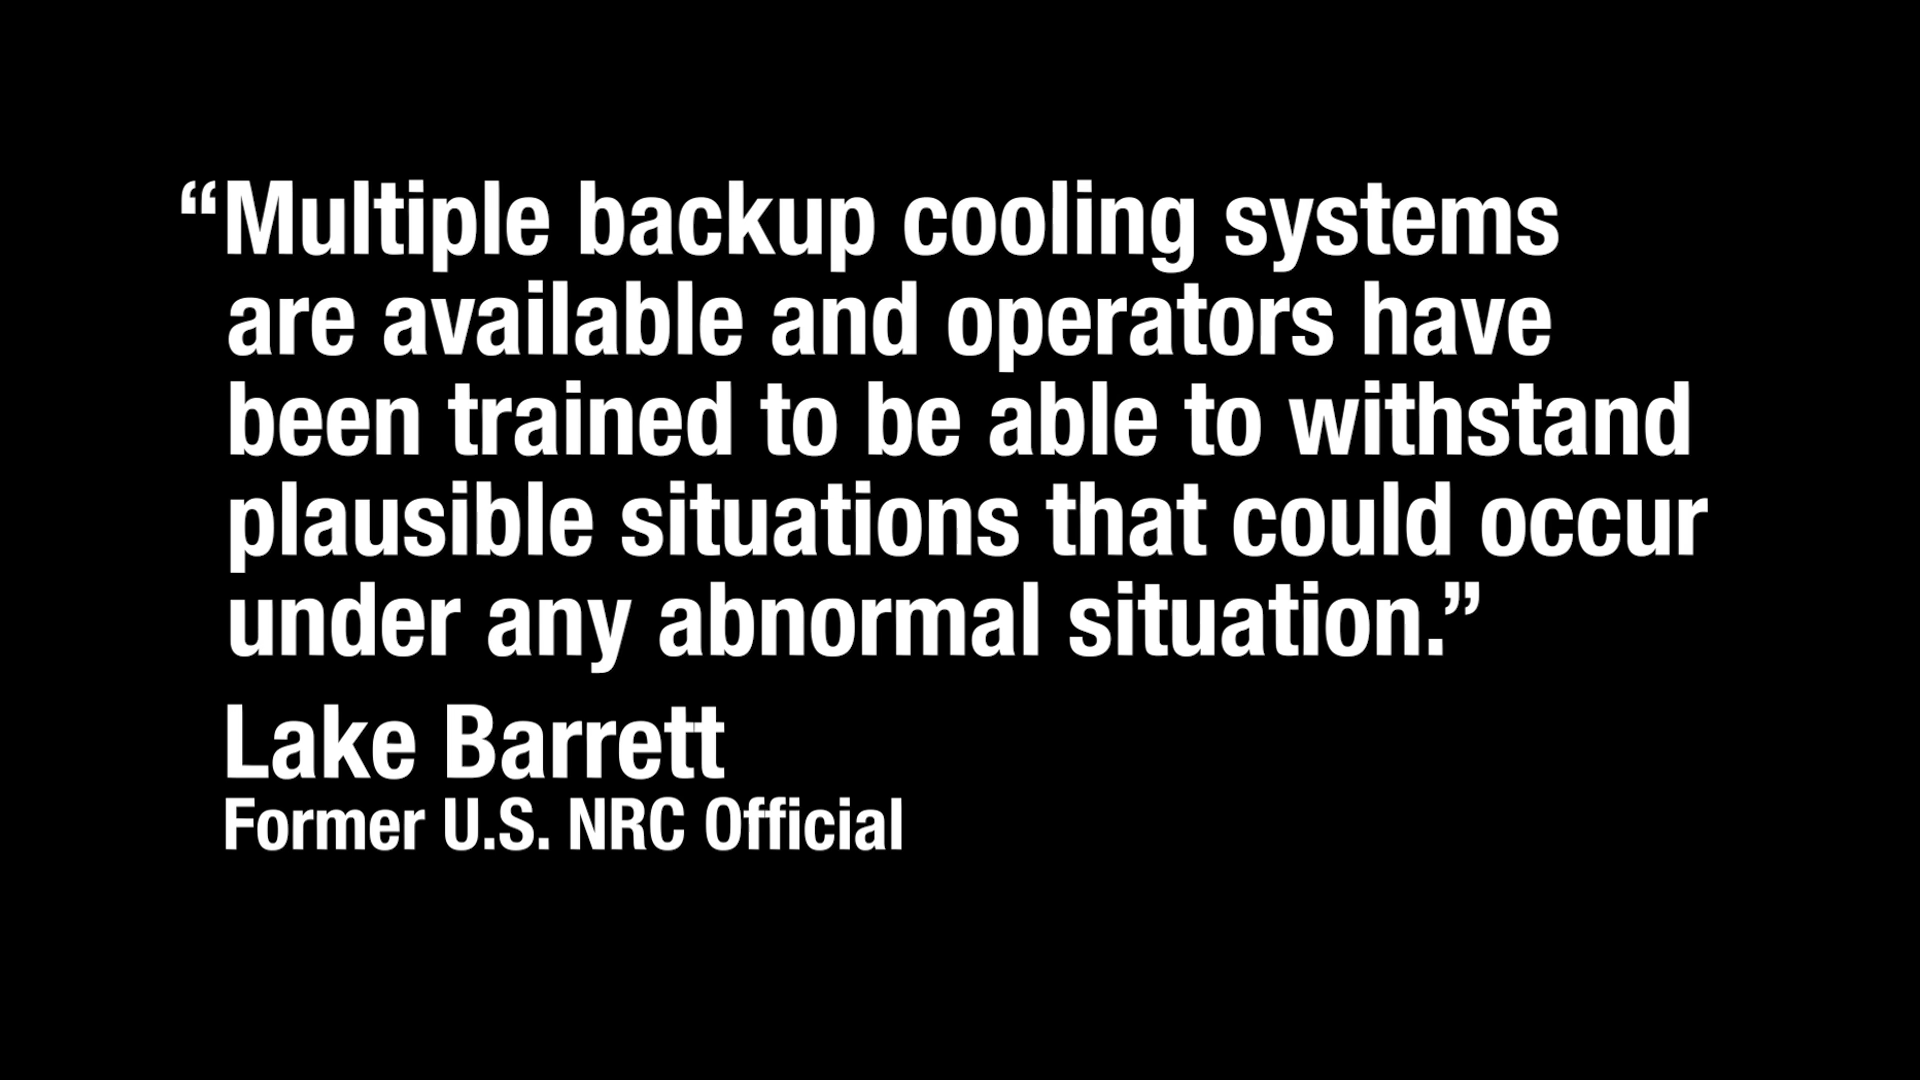 “Multiple backup cooling systems
are available and operators have
been trained to be able to withstand
plausible situations that could occur
under any abnormal situation.”
Lake Barrett
Former U.S. NRC Official